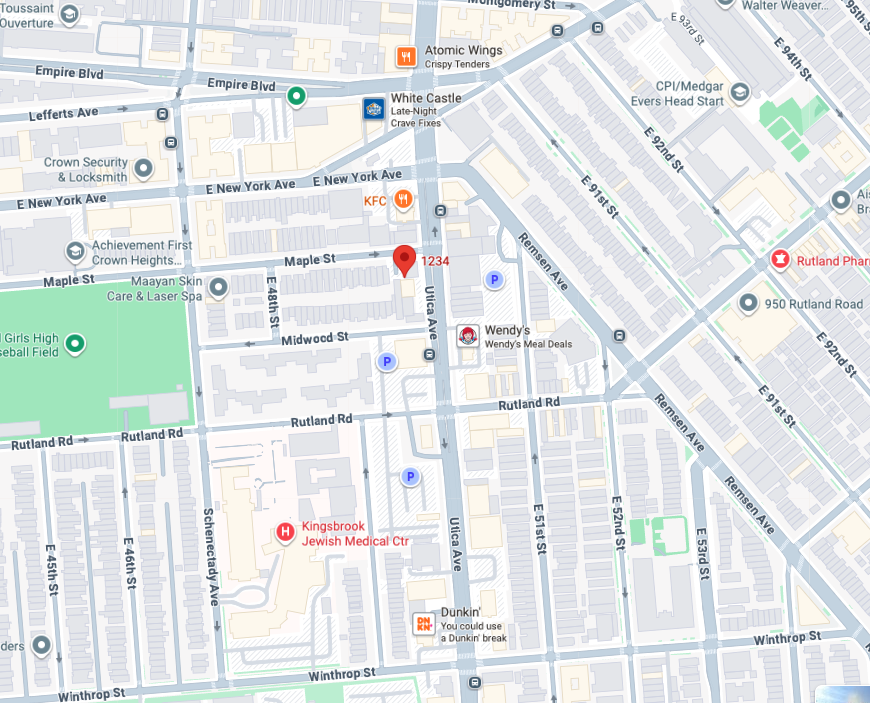 Toussaint
Ouverture
Montgomery St
Walter Weaver...
E 95th St
E 93rd St
E 94th St
Atomic Wings
Crispy Tenders
Empire Blvd
Empire Blvd
CPI/Medgar
Evers Head Start
White Castle
Late-Night
Crave Fixes
Lefferts Ave
E 92nd St
Crown Security
& Locksmith
E New York Ave
E New York Ave
E New York Ave
KFC
E 91st St
Ais
Bra
Achievement First
Crown Heights...
Maple St
Maple St
1234
Remsen Ave
Rutland Phar
Maayan Skin
Care & Laser Spa
E 48th St
Utica Ave
P
950 Rutland Road
l Girls High
seball Field
Midwood St
Wendy's
Wendy's Meal Deals
P
E 92nd St
E 91st St
Rutland Rd
Rutland Rd
Rutland Rd
Rutland Rd
Remsen Ave
P
Remsen Ave
H
Kingsbrook
Jewish Medical Ctr
Schenectady Ave
E 45th St
E 46th St
Utica Ave
E 51st St
E 52nd St
E 53rd St
DN
KN'
Dunkin'
You could use
a Dunkin' break
ders
Winthrop St
Winthrop St
Winthrop St